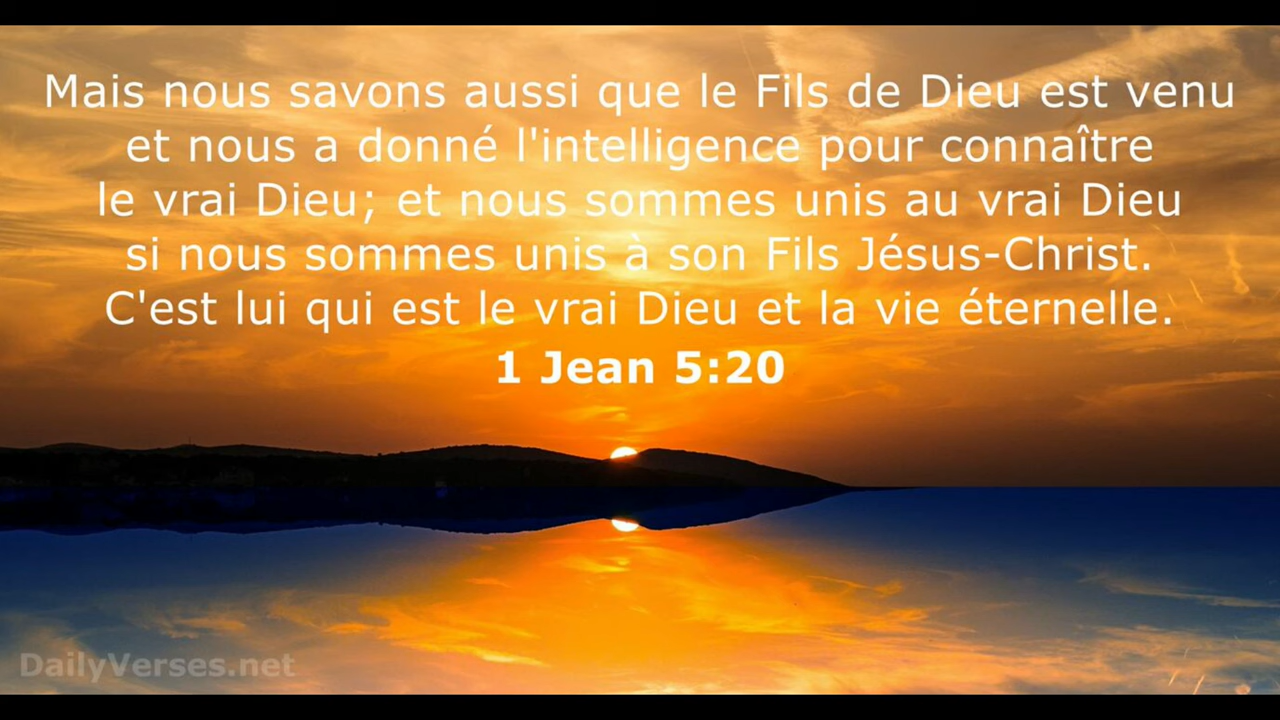 Mais nous savons aussi que le Fils de Dieu est venu
et nous a donné l'intelligence pour connaître
le vrai Dieu; et nous sommes unis au vrai Dieu
si nous sommes unis à son Fils Jésus-Christ.
C'est lui qui est le vrai Dieu et la vie éternelle.
1 Jean 5:20
DailyVerses.net